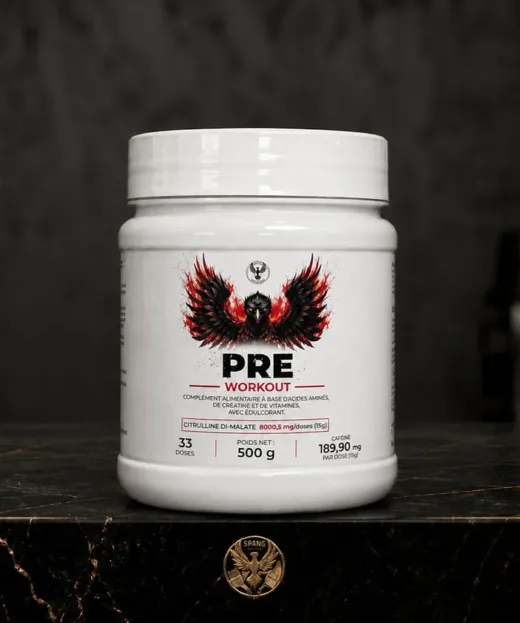 PRE
WORKOUT
COMPLÉMENT ALIMENTAIRE À BASE D'ACIDES AMINÉS,
DE CRÉATINE ET DE VITAMINES,
AVEC ÉDULCORANT.
CITRULLINE DI-MALATE 8000,5 mg/doses (15g)
33
DOSES
POIDS NET :
500 g
CAFÉINE
189,90 mg
PAR DOSE (15g)
SPANG